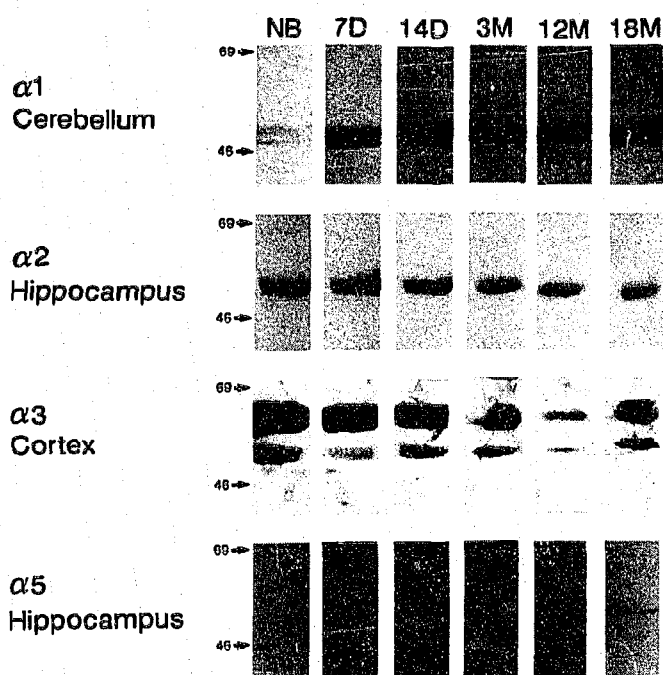 NB 7D 14D 3M 12M 18M
69
α1
Cerebellum
46
69
α2
Hippocampus
46
69
α3
Cortex
46
69
α5
Hippocampus
46